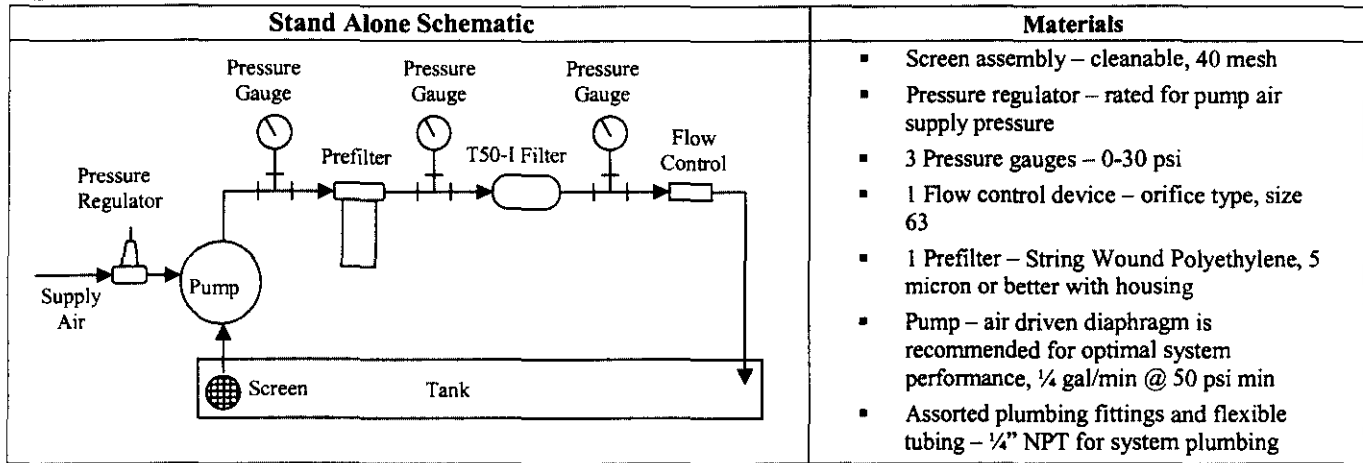 Stand Alone Schematic
Materials
Pressure
Gauge
Pressure
Gauge
Pressure
Gauge
Flow
Control
Prefilter
T50-I Filter
Pressure
Regulator
Pump
Supply
Air
Screen
Tank
▪ Screen assembly – cleanable, 40 mesh
▪ Pressure regulator – rated for pump air
supply pressure
▪ 3 Pressure gauges – 0-30 psi
▪ 1 Flow control device – orifice type, size
63
▪ 1 Prefilter – String Wound Polyethylene, 5
micron or better with housing
▪ Pump – air driven diaphragm is
recommended for optimal system
performance, ¼ gal/min @ 50 psi min
▪ Assorted plumbing fittings and flexible
tubing – ¼” NPT for system plumbing